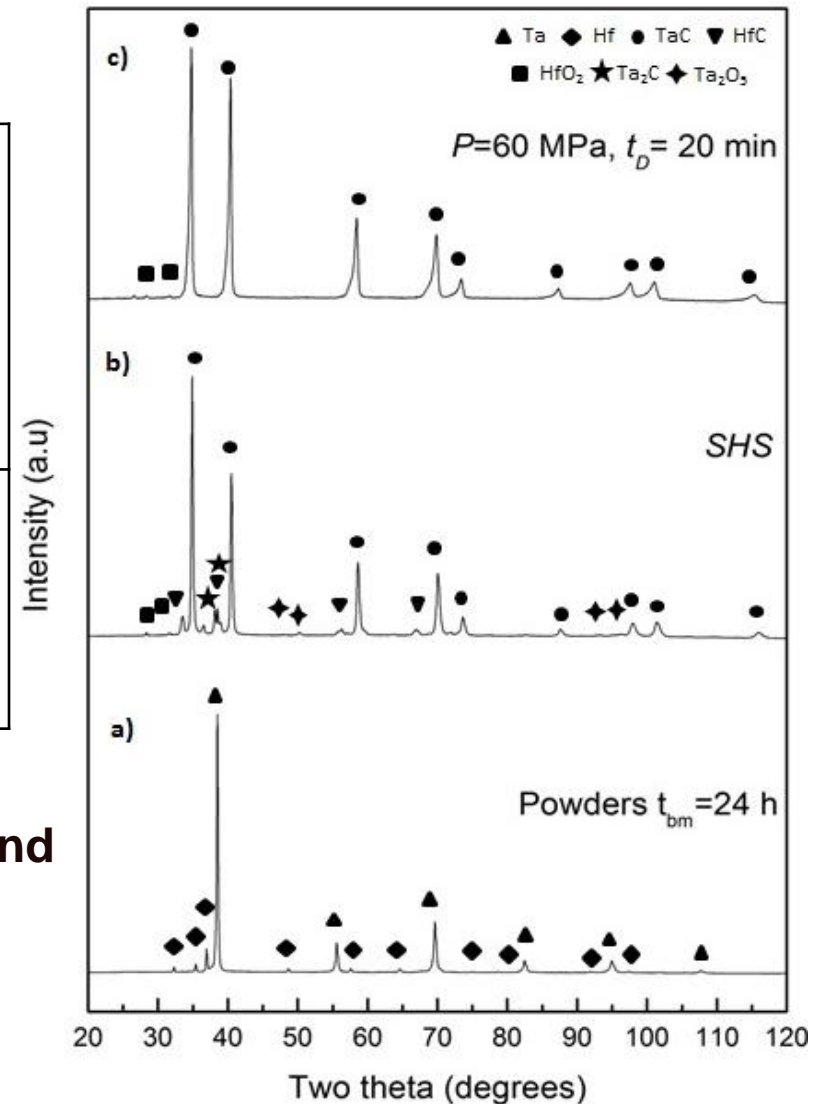 c)
▲ Ta ◆ Hf ● TaC ▼ HfC
■ HfO₂ ★ Ta₂C ✦ Ta₂O₅
P=60 MPa, t_D= 20 min
b)
SHS
a)
Powders t_bm=24 h
Intensity (a.u)
nd
20 30 40 50 60 70 80 90 100 110 120
Two theta (degrees)